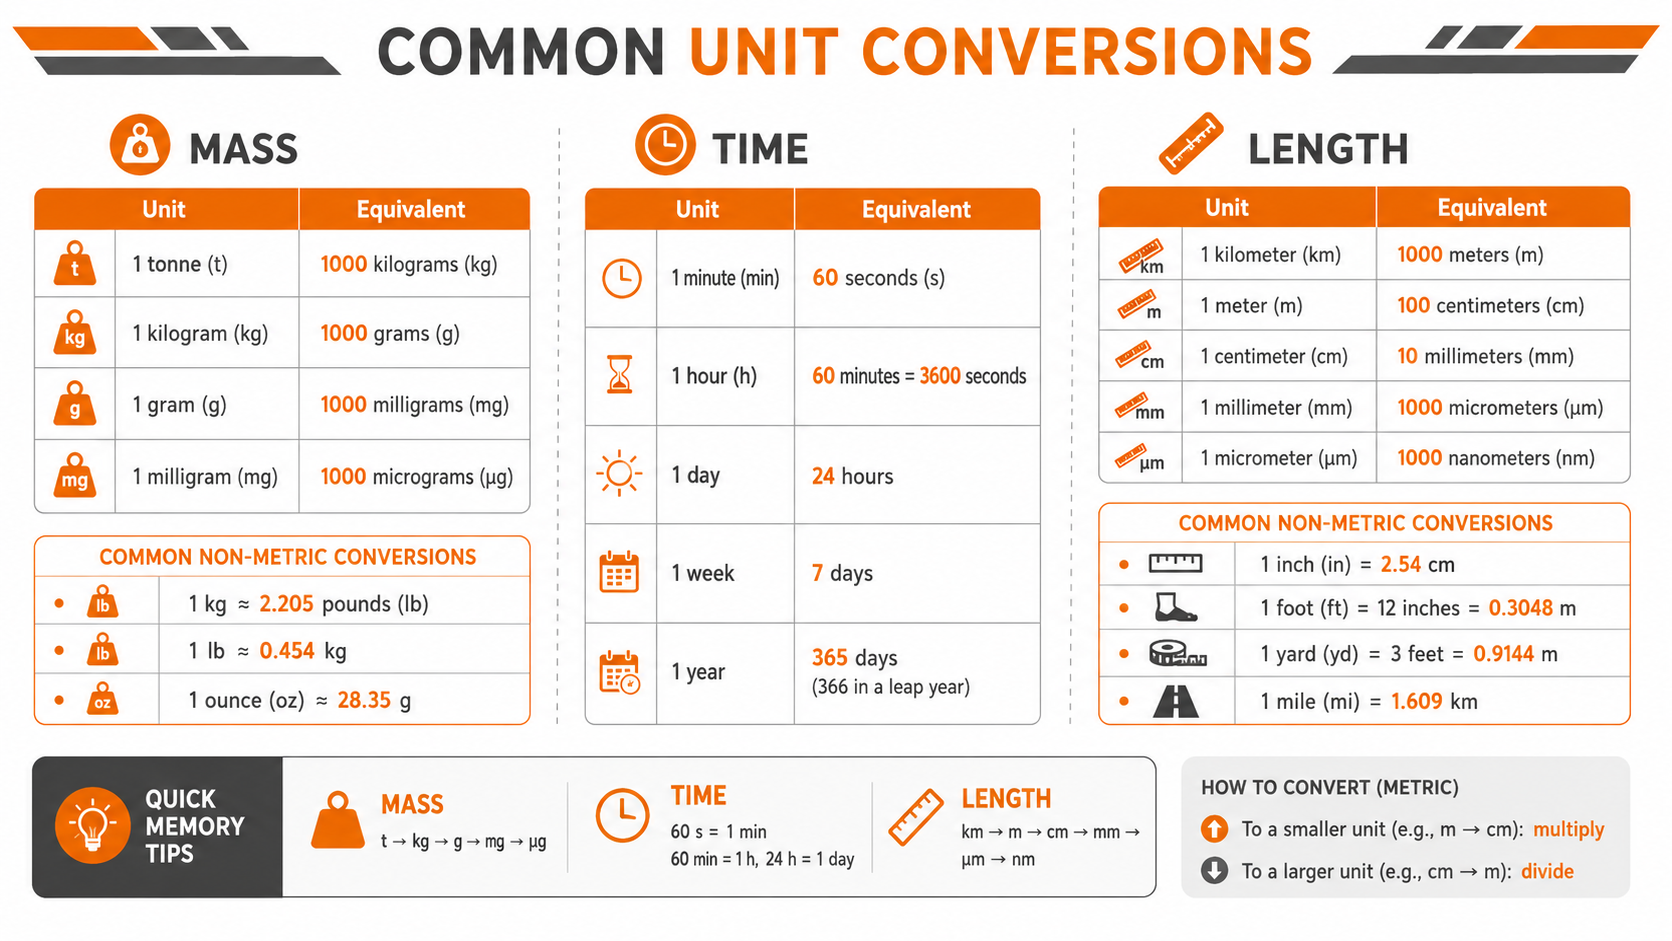 COMMON UNIT CONVERSIONS
MASS
Unit Equivalent
t 1 tonne (t) 1000 kilograms (kg)
kg 1 kilogram (kg) 1000 grams (g)
g 1 gram (g) 1000 milligrams (mg)
mg 1 milligram (mg) 1000 micrograms (µg)
COMMON NON-METRIC CONVERSIONS
• lb 1 kg ≈ 2.205 pounds (lb)
• lb 1 lb ≈ 0.454 kg
• oz 1 ounce (oz) ≈ 28.35 g
TIME
Unit Equivalent
1 minute (min) 60 seconds (s)
1 hour (h) 60 minutes = 3600 seconds
1 day 24 hours
1 week 7 days
1 year 365 days
(366 in a leap year)
LENGTH
Unit Equivalent
km 1 kilometer (km) 1000 meters (m)
m 1 meter (m) 100 centimeters (cm)
cm 1 centimeter (cm) 10 millimeters (mm)
mm 1 millimeter (mm) 1000 micrometers (µm)
µm 1 micrometer (µm) 1000 nanometers (nm)
COMMON NON-METRIC CONVERSIONS
• 1 inch (in) = 2.54 cm
• 1 foot (ft) = 12 inches = 0.3048 m
• 1 yard (yd) = 3 feet = 0.9144 m
• 1 mile (mi) = 1.609 km
QUICK
MEMORY
TIPS
MASS
t → kg → g → mg → µg
TIME
60 s = 1 min
60 min = 1 h, 24 h = 1 day
LENGTH
km → m → cm → mm →
µm → nm
HOW TO CONVERT (METRIC)
To a smaller unit (e.g., m → cm): multiply
To a larger unit (e.g., cm → m): divide